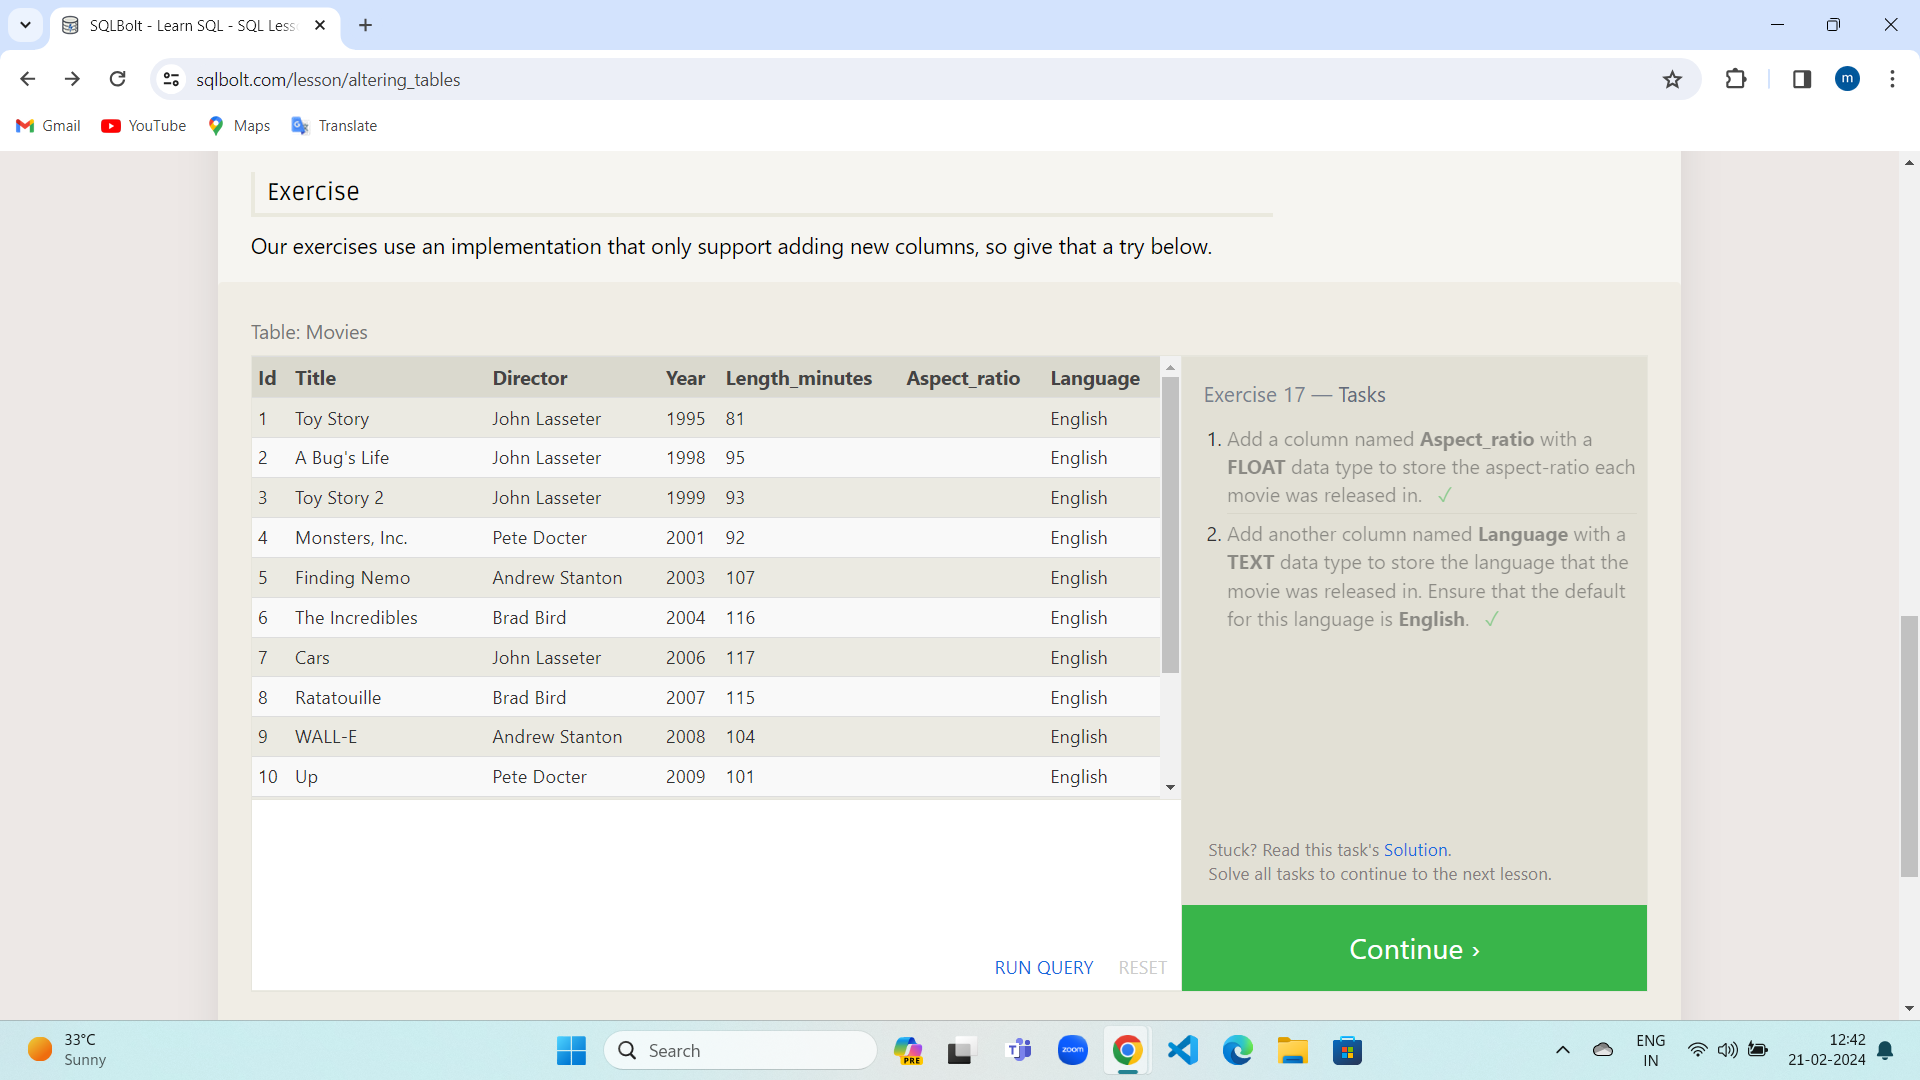 SQLBolt - Learn SQL - SQL Less
sqlbolt.com/lesson/altering_tables
m
Gmail YouTube Maps Translate
Exercise
Our exercises use an implementation that only support adding new columns, so give that a try below.
Table: Movies
Id Title Director Year Length_minutes Aspect_ratio Language
1 Toy Story John Lasseter 1995 81 English
2 A Bug's Life John Lasseter 1998 95 English
3 Toy Story 2 John Lasseter 1999 93 English
4 Monsters, Inc. Pete Docter 2001 92 English
5 Finding Nemo Andrew Stanton 2003 107 English
6 The Incredibles Brad Bird 2004 116 English
7 Cars John Lasseter 2006 117 English
8 Ratatouille Brad Bird 2007 115 English
9 WALL-E Andrew Stanton 2008 104 English
10 Up Pete Docter 2009 101 English
RUN QUERY RESET
Exercise 17 — Tasks
1. Add a column named Aspect_ratio with a
FLOAT data type to store the aspect-ratio each
movie was released in. ✓
2. Add another column named Language with a
TEXT data type to store the language that the
movie was released in. Ensure that the default
for this language is English. ✓
Stuck? Read this task's Solution.
Solve all tasks to continue to the next lesson.
Continue ›
33°C
Sunny
Search
PRE
zoom
ENG
IN
12:42
21-02-2024